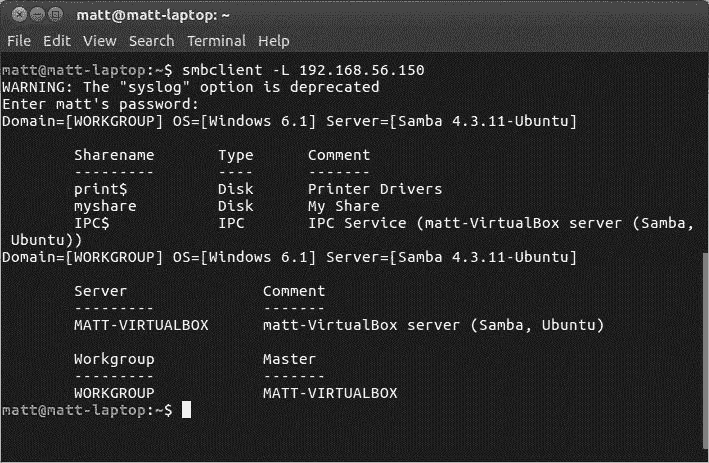 matt@matt-laptop: ~
File Edit View Search Terminal Help
matt@matt-laptop:~$ smbclient -L 192.168.56.150
WARNING: The "syslog" option is deprecated
Enter matt's password:
Domain=[WORKGROUP] OS=[Windows 6.1] Server=[Samba 4.3.11-Ubuntu]
Sharename Type Comment
--------- ---- -------
print$ Disk Printer Drivers
myshare Disk My Share
IPC$ IPC IPC Service (matt-VirtualBox server (Samba,
Ubuntu))
Domain=[WORKGROUP] OS=[Windows 6.1] Server=[Samba 4.3.11-Ubuntu]
Server Comment
--------- -------
MATT-VIRTUALBOX matt-VirtualBox server (Samba, Ubuntu)
Workgroup Master
--------- -------
WORKGROUP MATT-VIRTUALBOX
matt@matt-laptop:~$